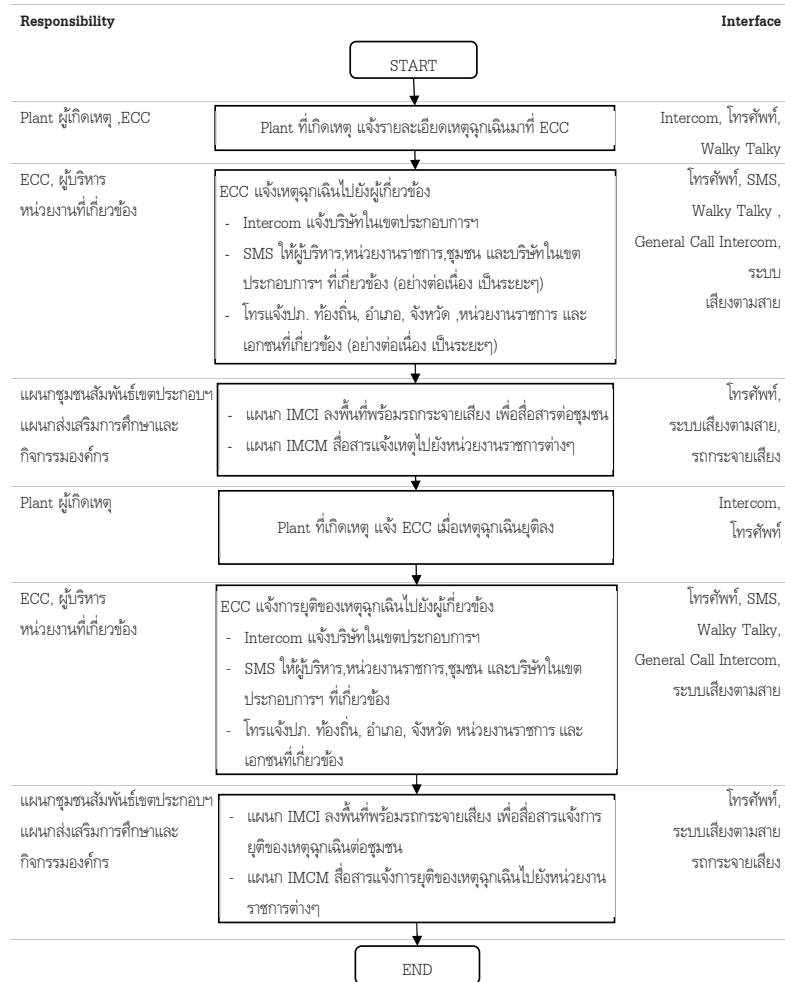 Responsibility Interface
START
Plant ผู้เกิดเหตุ ,ECC
Plant ที่เกิดเหตุ แจ้งรายละเอียดเหตุฉุกเฉินมาที่ ECC
Intercom, โทรศัพท์,
Walky Talky
ECC, ผู้บริหาร
หน่วยงานที่เกี่ยวข้อง
ECC แจ้งเหตุฉุกเฉินไปยังผู้เกี่ยวข้อง
- Intercom แจ้งบริษัทในเขตประกอบการฯ
- SMS ให้ผู้บริหาร,หน่วยงานราชการ,ชุมชน และบริษัทในเขต
ประกอบการฯ ที่เกี่ยวข้อง (อย่างต่อเนื่อง เป็นระยะๆ)
- โทรแจ้งปภ. ท้องถิ่น, อำเภอ, จังหวัด ,หน่วยงานราชการ และ
เอกชนที่เกี่ยวข้อง (อย่างต่อเนื่อง เป็นระยะๆ)
โทรศัพท์, SMS,
Walky Talky ,
General Call Intercom,
ระบบ
เสียงตามสาย
แผนกชุมชนสัมพันธ์เขตประกอบฯ
แผนกส่งเสริมการศึกษาและ
กิจกรรมองค์กร
- แผนก IMCI ลงพื้นที่พร้อมรถกระจายเสียง เพื่อสื่อสารต่อชุมชน
- แผนก IMCM สื่อสารแจ้งเหตุไปยังหน่วยงานราชการต่างๆ
โทรศัพท์,
ระบบเสียงตามสาย,
รถกระจายเสียง
Plant ผู้เกิดเหตุ
Plant ที่เกิดเหตุ แจ้ง ECC เมื่อเหตุฉุกเฉินยุติลง
Intercom,
โทรศัพท์
ECC, ผู้บริหาร
หน่วยงานที่เกี่ยวข้อง
ECC แจ้งการยุติของเหตุฉุกเฉินไปยังผู้เกี่ยวข้อง
- Intercom แจ้งบริษัทในเขตประกอบการฯ
- SMS ให้ผู้บริหาร,หน่วยงานราชการ,ชุมชน และบริษัทในเขต
ประกอบการฯ ที่เกี่ยวข้อง
- โทรแจ้งปภ. ท้องถิ่น, อำเภอ, จังหวัด หน่วยงานราชการ และ
เอกชนที่เกี่ยวข้อง
โทรศัพท์, SMS,
Walky Talky,
General Call Intercom,
ระบบเสียงตามสาย
แผนกชุมชนสัมพันธ์เขตประกอบฯ
แผนกส่งเสริมการศึกษาและ
กิจกรรมองค์กร
- แผนก IMCI ลงพื้นที่พร้อมรถกระจายเสียง เพื่อสื่อสารแจ้งการ
ยุติของเหตุฉุกเฉินต่อชุมชน
- แผนก IMCM สื่อสารแจ้งการยุติของเหตุฉุกเฉินไปยังหน่วยงาน
ราชการต่างๆ
โทรศัพท์,
ระบบเสียงตามสาย
รถกระจายเสียง
END